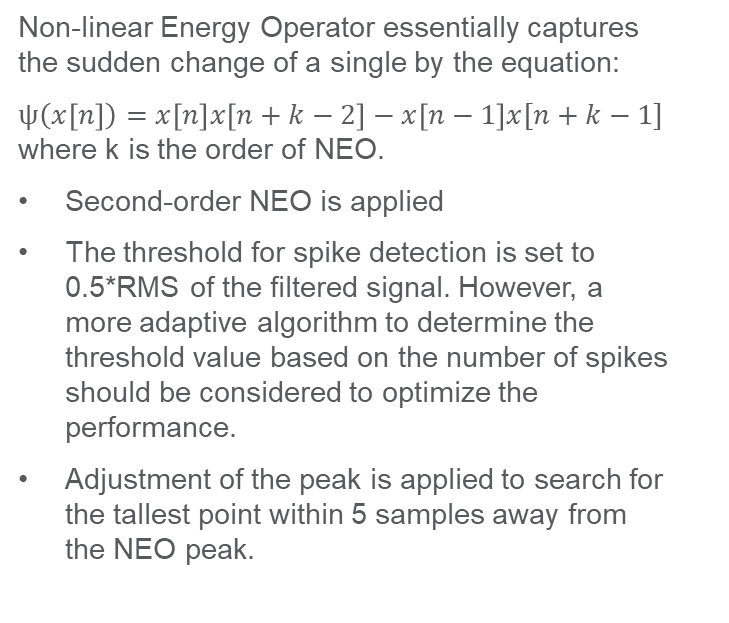 Non-linear Energy Operator essentially captures
the sudden change of a single by the equation:
ψ(x[n]) = x[n]x[n + k − 2] − x[n − 1]x[n + k − 1]
where k is the order of NEO.
• Second-order NEO is applied
• The threshold for spike detection is set to
0.5*RMS of the filtered signal. However, a
more adaptive algorithm to determine the
threshold value based on the number of spikes
should be considered to optimize the
performance.
• Adjustment of the peak is applied to search for
the tallest point within 5 samples away from
the NEO peak.